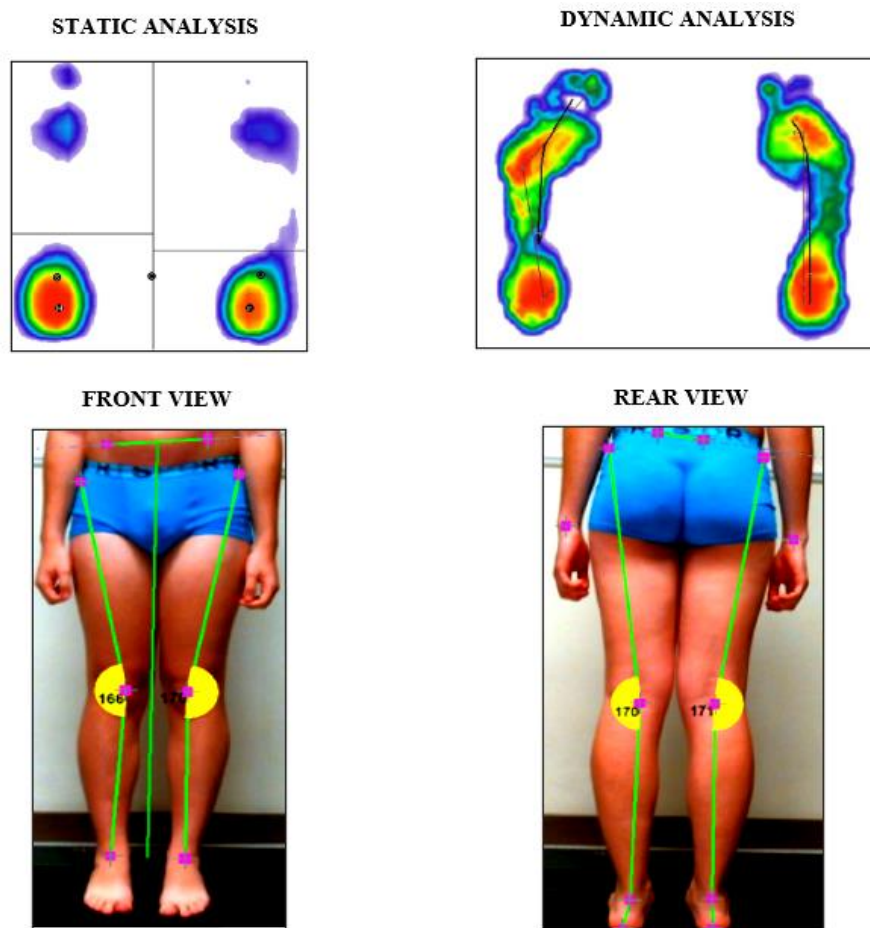 STATIC ANALYSIS
DYNAMIC ANALYSIS
FRONT VIEW
REAR VIEW
166
170
171